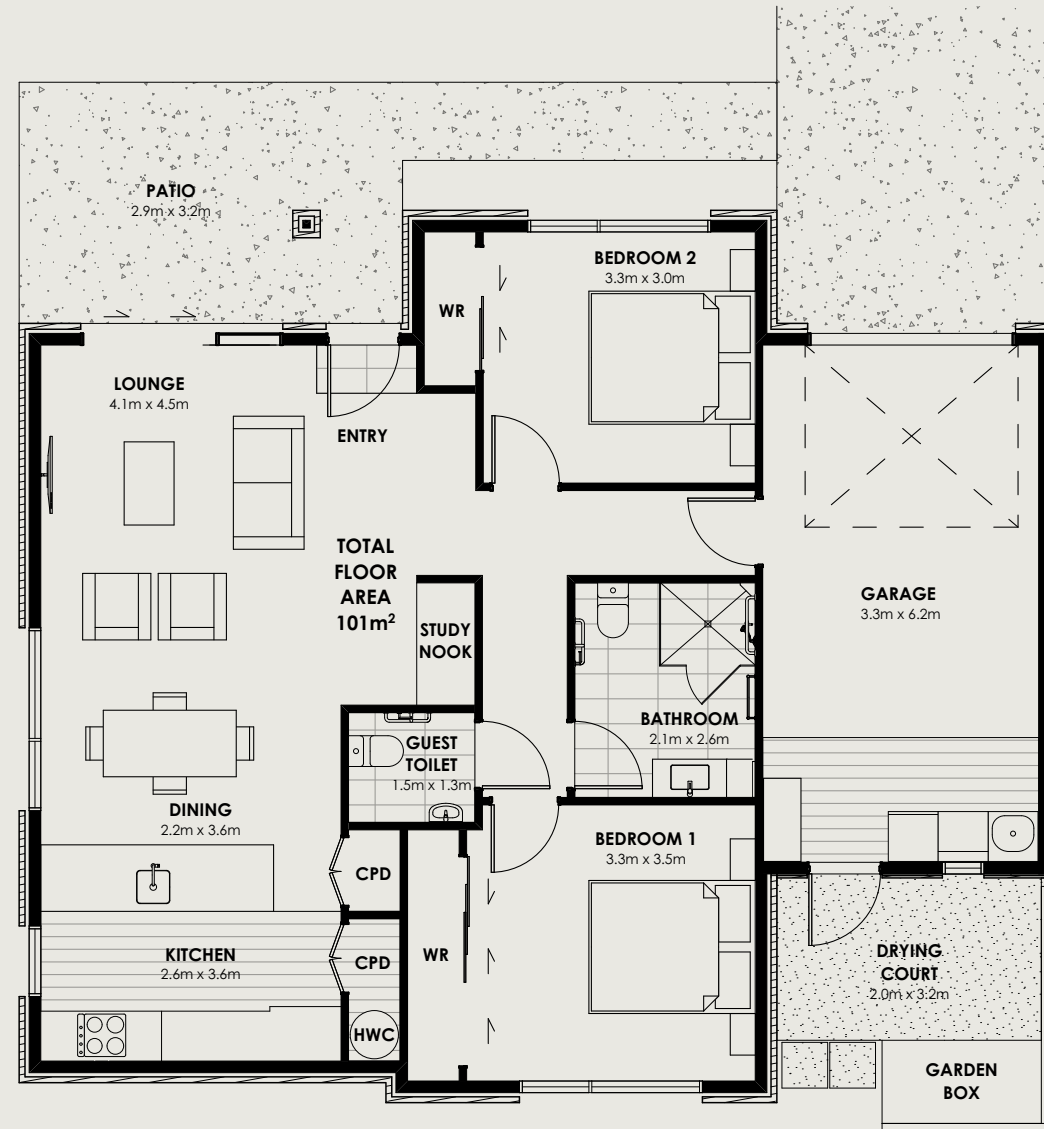 PATIO
2.9m x 3.2m
BEDROOM 2
3.3m x 3.0m
WR
LOUNGE
4.1m x 4.5m
ENTRY
TOTAL
FLOOR
AREA
101m²
GARAGE
3.3m x 6.2m
STUDY
NOOK
BATHROOM
2.1m x 2.6m
GUEST
TOILET
1.5m x 1.3m
DINING
2.2m x 3.6m
BEDROOM 1
3.3m x 3.5m
CPD
KITCHEN
2.6m x 3.6m
CPD
WR
DRYING
COURT
2.0m x 3.2m
HWC
GARDEN
BOX